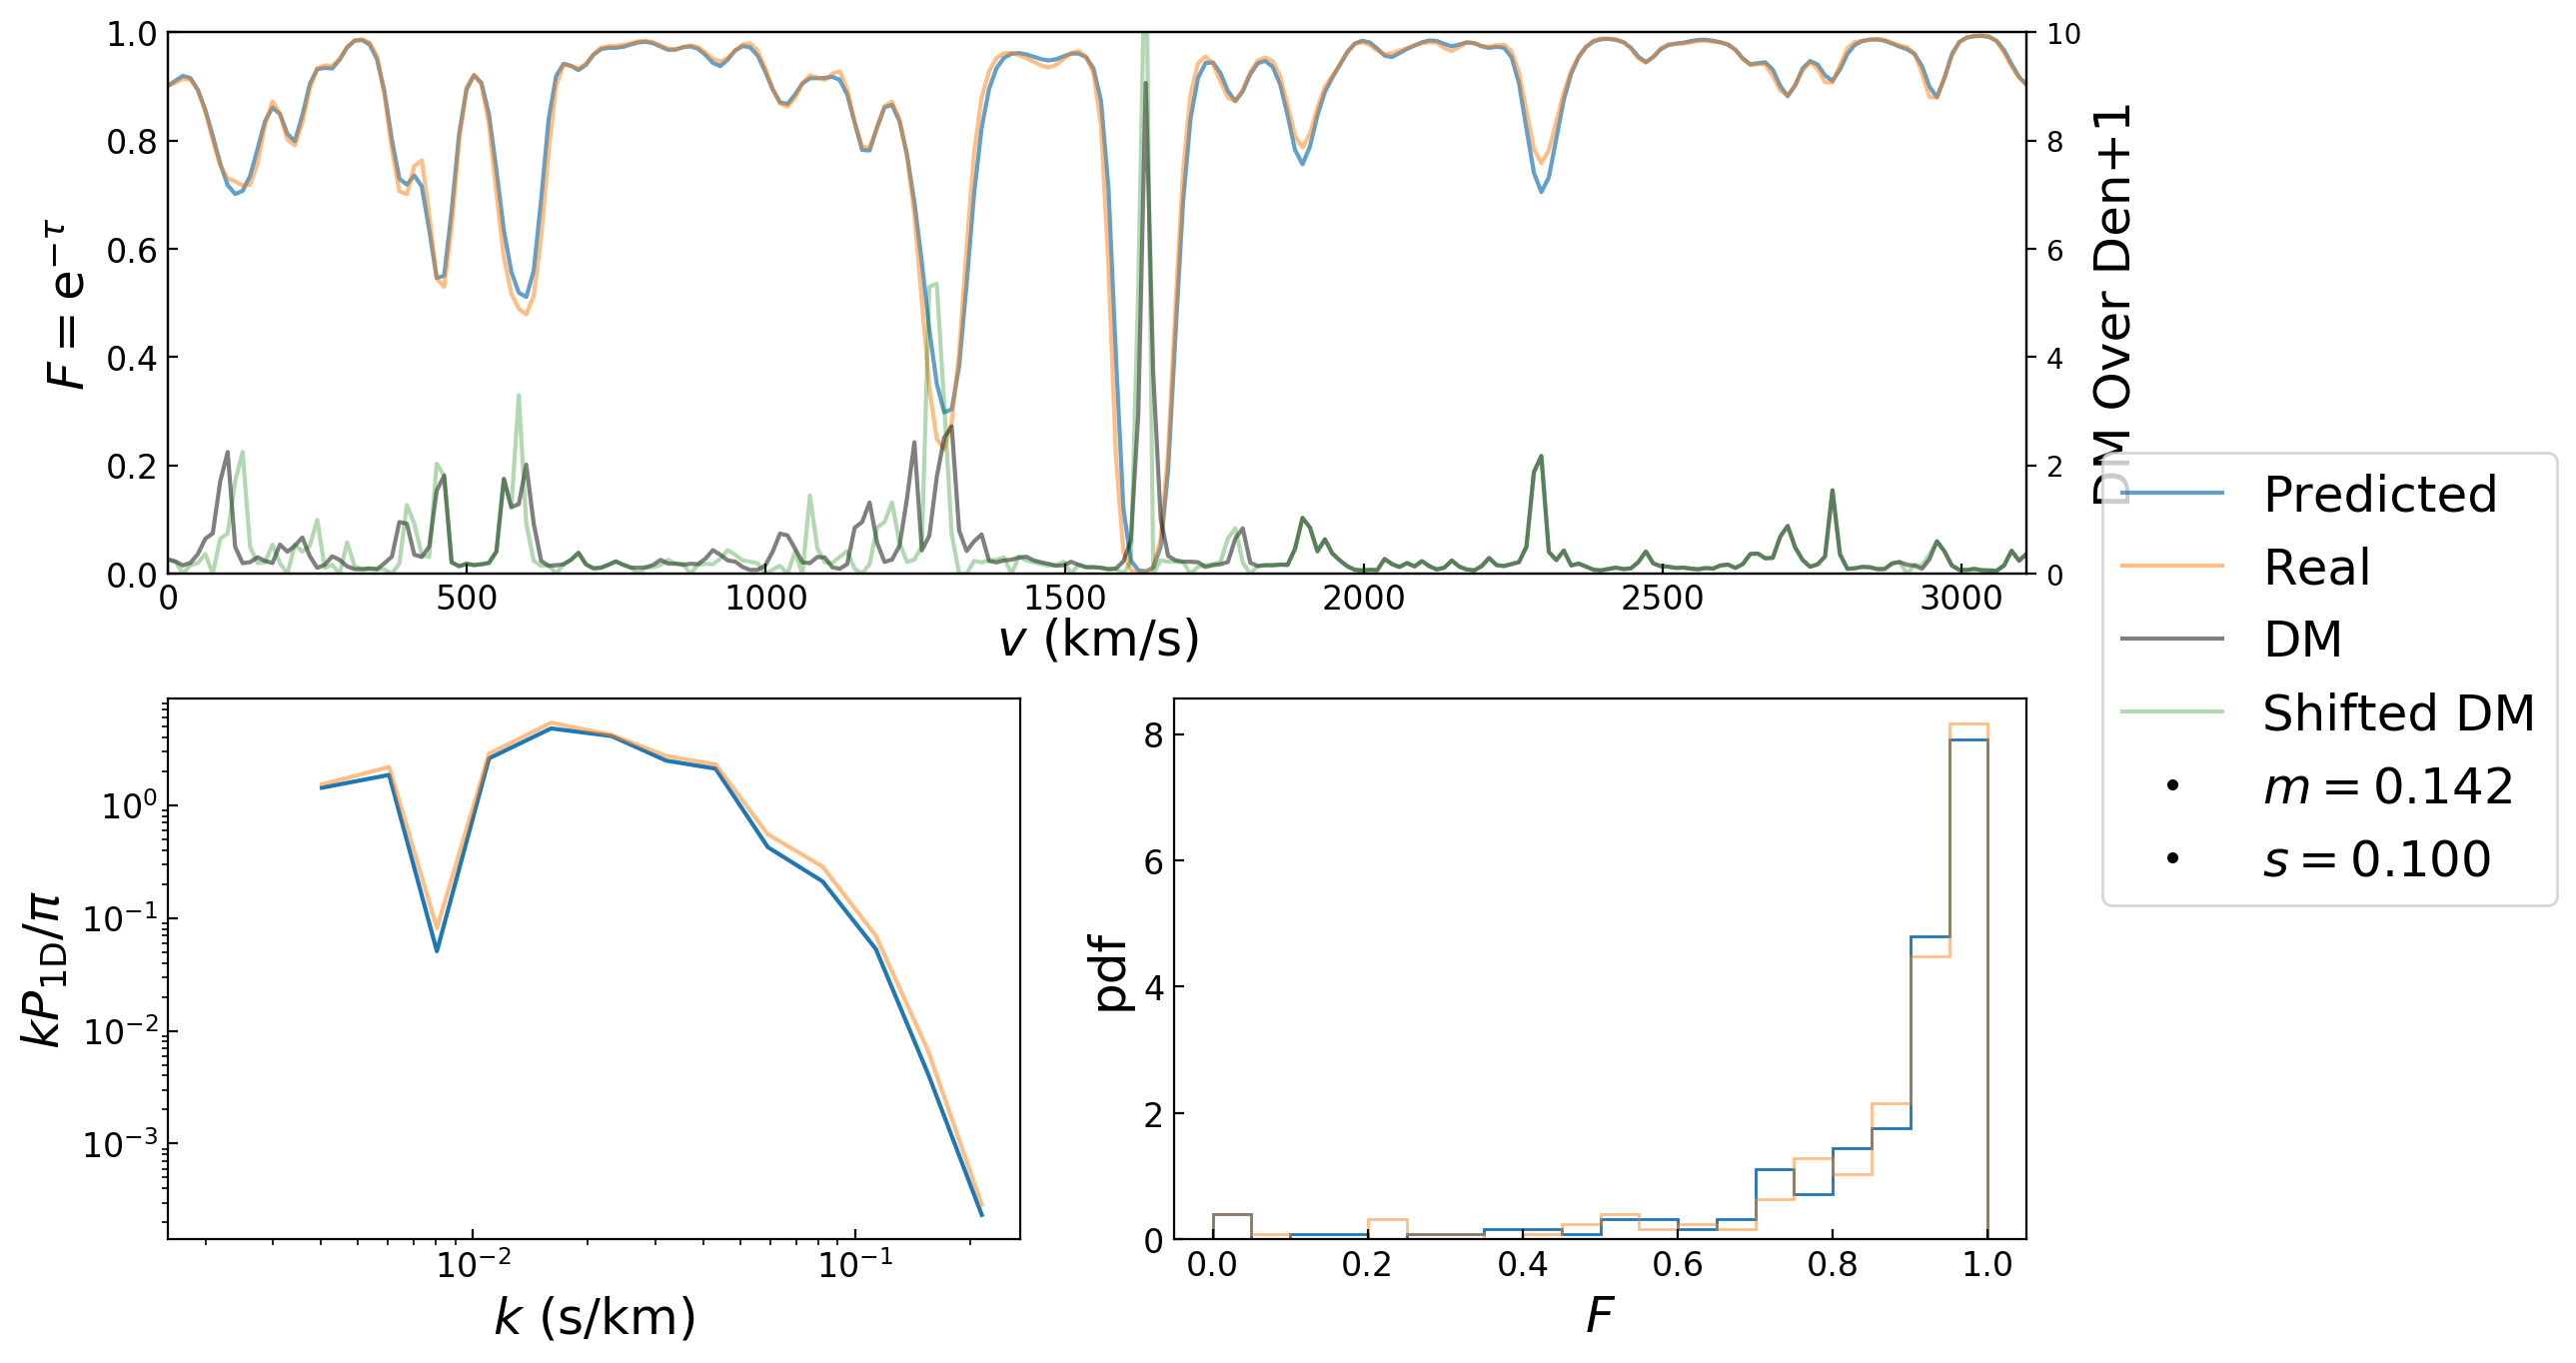 1.0
0.8
0.6
0.4
0.2
0.0
F = e^{−τ}
10
8
6
4
2
0
DM Over Den+1
0 500 1000 1500 2000 2500 3000
v (km/s)
Predicted
Real
DM
Shifted DM
m = 0.142
s = 0.100
10^0
10^{−1}
10^{−2}
10^{−3}
kP_{1D}/π
10^{−2} 10^{−1}
k (s/km)
8
6
4
2
0
pdf
0.0 0.2 0.4 0.6 0.8 1.0
F